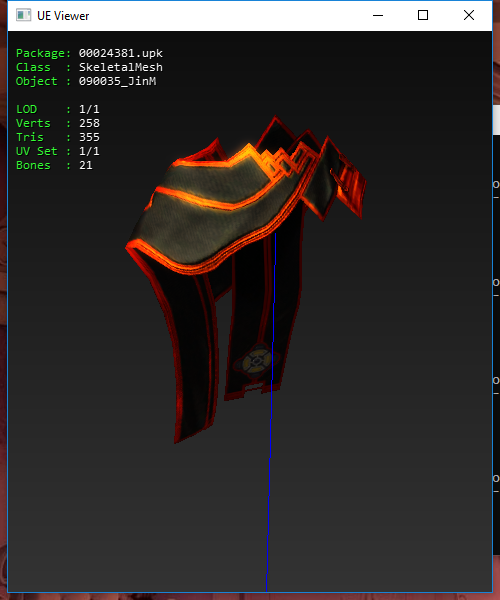 UE Viewer
Package: 00024381.upk
Class : SkeletalMesh
Object : 090035_JinM
LOD : 1/1
Verts : 258
Tris : 355
UV Set : 1/1
Bones : 21